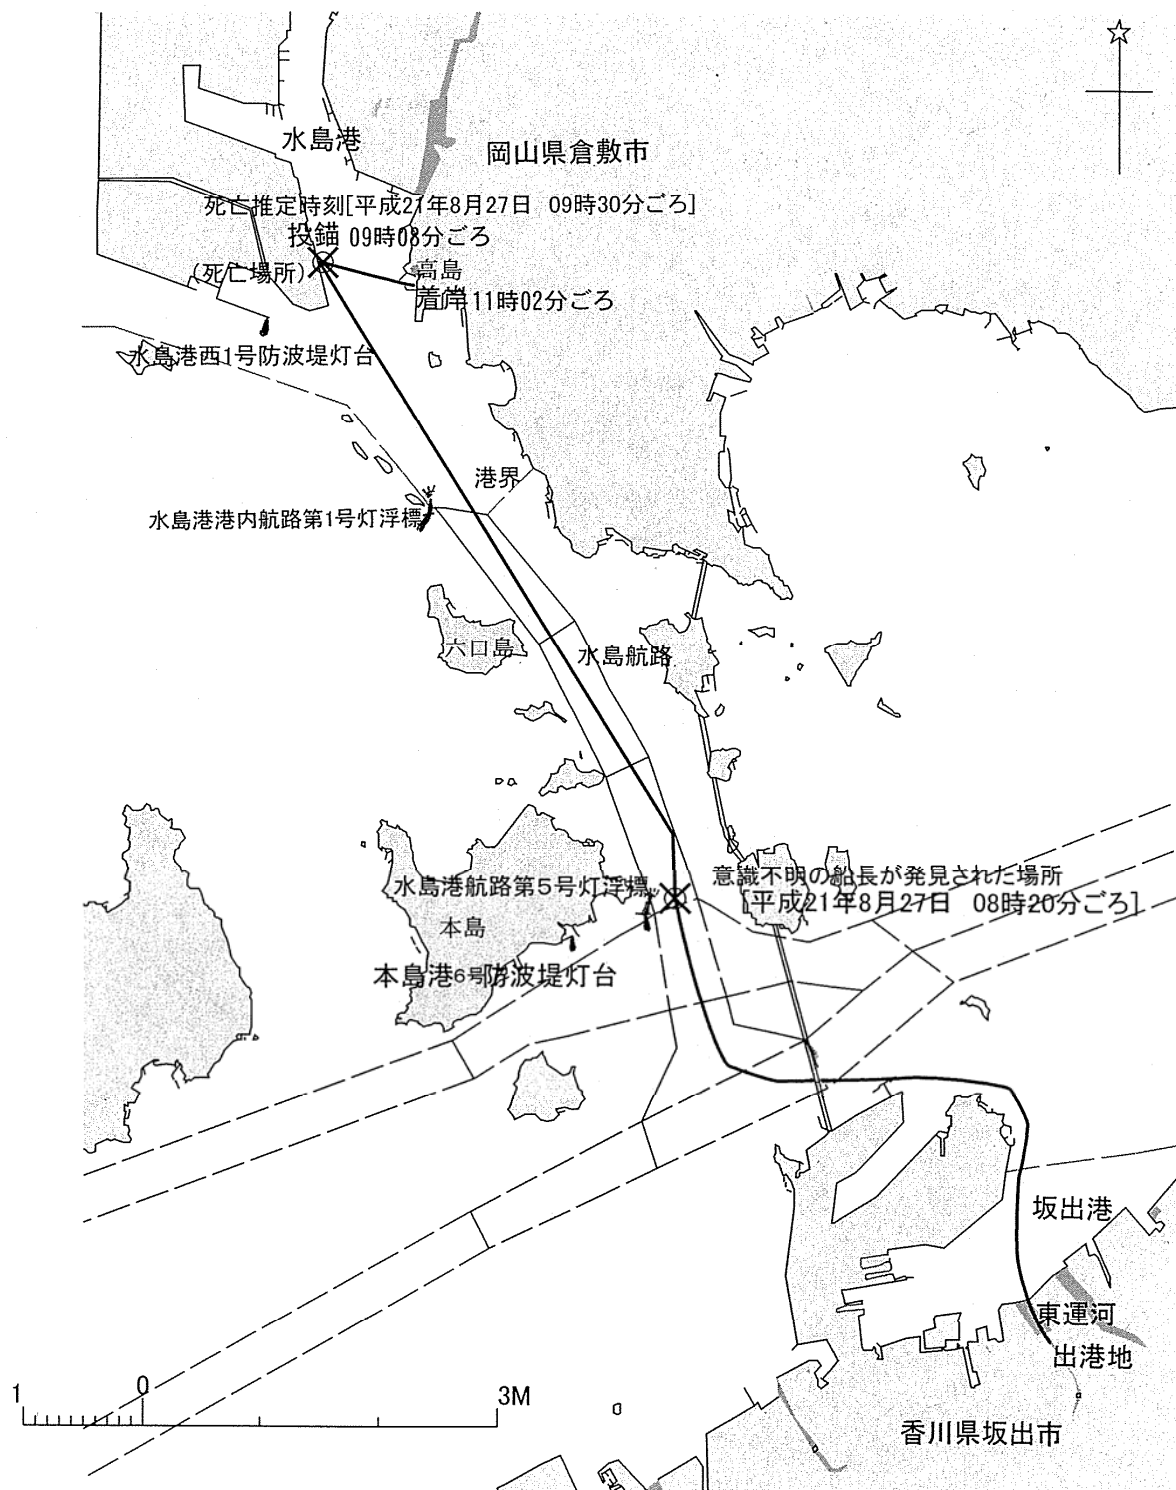 水島港
岡山県倉敷市
死亡推定時刻[平成21年8月27日 09時30分ごろ]
投錨 09時08分ごろ
(死亡場所)
高島
着岸11時02分ごろ
水島港西1号防波堤灯台
港界
水島港港内航路第1号灯浮標
六口島
水島航路
意識不明の船長が発見された場所
[平成21年8月27日 08時20分ごろ]
水島港航路第5号灯浮標
本島
本島港6号防波堤灯台
坂出港
東運河
出港地
1 0 3M
香川県坂出市